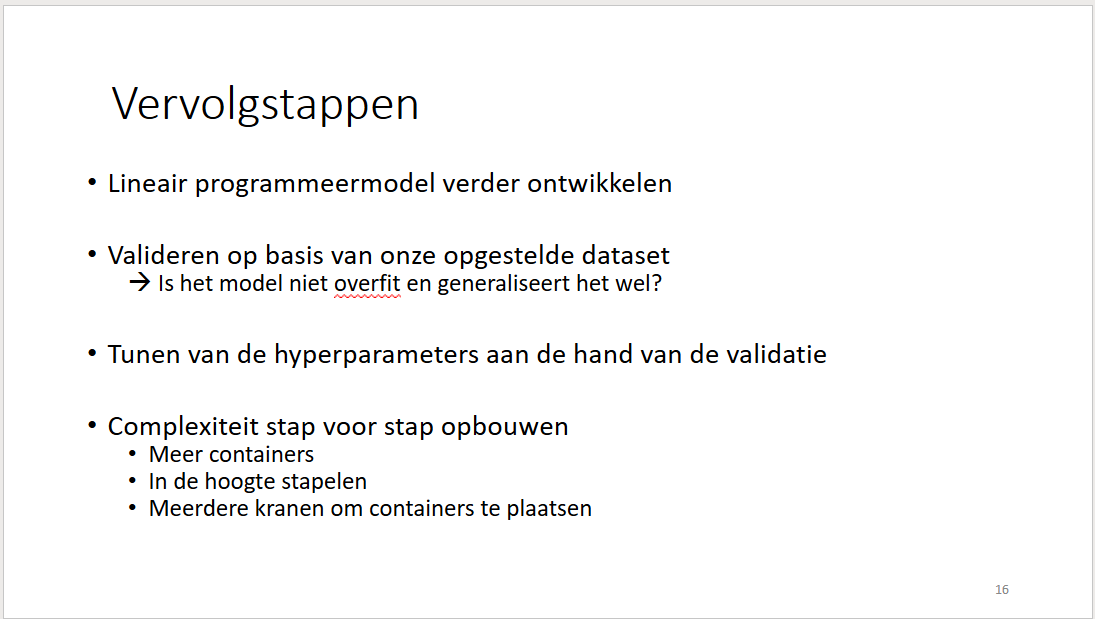 Vervolgstappen
• Lineair programmeermodel verder ontwikkelen
• Valideren op basis van onze opgestelde dataset
→ Is het model niet overfit en generaliseert het wel?
• Tunen van de hyperparameters aan de hand van de validatie
• Complexiteit stap voor stap opbouwen
• Meer containers
• In de hoogte stapelen
• Meerdere kranen om containers te plaatsen
16